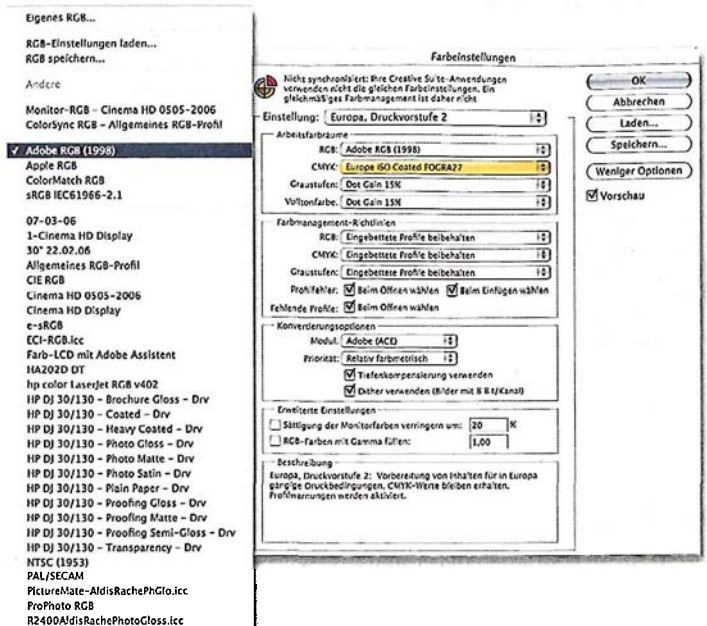 Eigenes RGB...
RGB-Einstellungen laden...
RGB speichern...
Andere
Monitor-RGB - Cinema HD 0505-2006
ColorSync RGB - Allgemeines RGB-Profil
✓ Adobe RGB (1998)
Apple RGB
ColorMatch RGB
sRGB IEC61966-2.1
07-03-06
1-Cinema HD Display
30° 22.02.06
Allgemeines RGB-Profil
CIE RGB
Cinema HD 0505-2006
Cinema HD Display
e-sRGB
ECI-RGB.icc
Farb-LCD mit Adobe Assistent
HA202D DT
hp color LaserJet RGB v402
HP DJ 30/130 - Brochure Gloss - Drv
HP DJ 30/130 - Coated - Drv
HP DJ 30/130 - Heavy Coated - Drv
HP DJ 30/130 - Photo Gloss - Drv
HP DJ 30/130 - Photo Matte - Drv
HP DJ 30/130 - Photo Satin - Drv
HP DJ 30/130 - Plain Paper - Drv
HP DJ 30/130 - Proofing Gloss - Drv
HP DJ 30/130 - Proofing Matte - Drv
HP DJ 30/130 - Proofing Semi-Gloss - Drv
HP DJ 30/130 - Transparency - Drv
NTSC (1953)
PAL/SECAM
PictureMate-AldisRachePhGlo.icc
ProPhoto RGB
R2400AldisRachePhotoGloss.icc
Farbeinstellungen
Nicht synchronisiert: Ihre Creative Suite-Anwendungen
verwenden nicht die gleichen Farbeinstellungen. Ein
gleichmäßiges Farbmanagement ist daher nicht
Einstellung: Europa, Druckvorstufe 2
Arbeitsfarbräume
RGB: Adobe RGB (1998)
CMYK: Europe ISO Coated FOGRA27
Graustufen: Dot Gain 15%
Volltonfarbe: Dot Gain 15%
Farbmanagement-Richtlinien
RGB: Eingebettete Profile beibehalten
CMYK: Eingebettete Profile beibehalten
Graustufen: Eingebettete Profile beibehalten
Profilfehler: Beim Öffnen wählen Beim Einfügen wählen
Fehlende Profile: Beim Öffnen wählen
Konvertierungsoptionen
Modul: Adobe (ACE)
Priorität: Relativ farbmetrisch
Tiefenkompensierung verwenden
Dither verwenden (Bilder mit 8 Bit/Kanal)
Erweiterte Einstellungen
Sättigung der Monitorfarben verringern um: 20 %
RGB-Farben mit Gamma füllen: 1,00
Beschreibung
Europa, Druckvorstufe 2: Vorbereitung von Inhalten für in Europa
gängige Druckbedingungen. CMYK-Werte bleiben erhalten.
Profilwarnungen werden aktiviert.
OK
Abbrechen
Laden...
Speichern...
Weniger Optionen
Vorschau